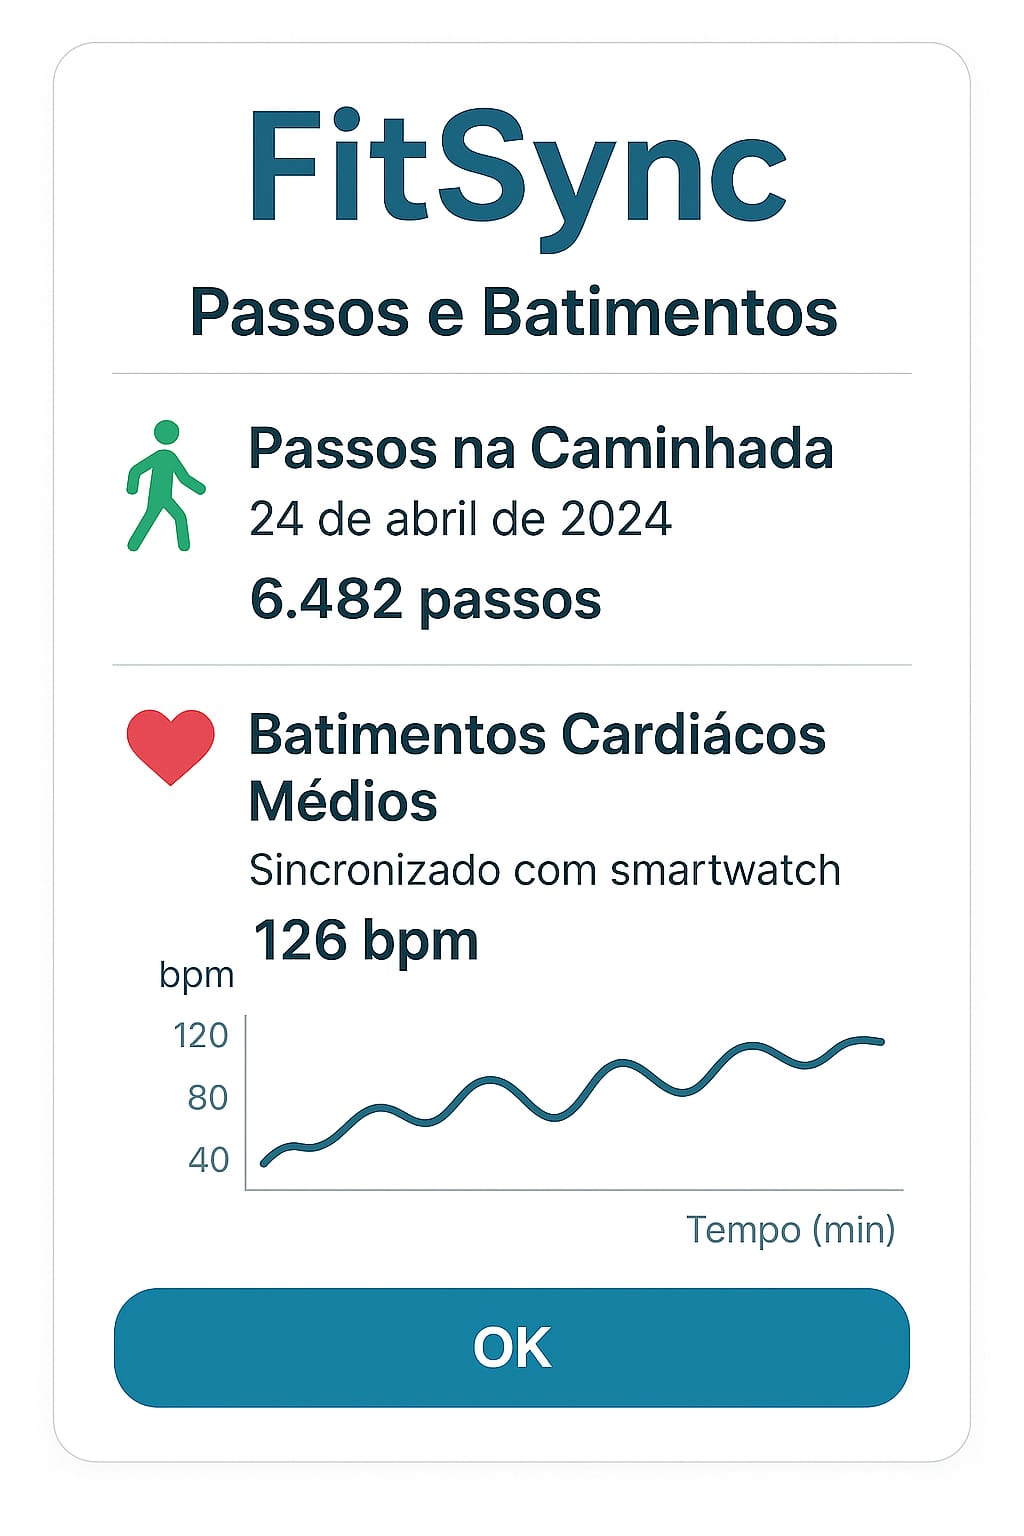 FitSync
Passos e Batimentos
Passos na Caminhada
24 de abril de 2024
6.482 passos
Batimentos Cardiácos
Médios
Sincronizado com smartwatch
126 bpm
bpm
120
80
40
Tempo (min)
OK